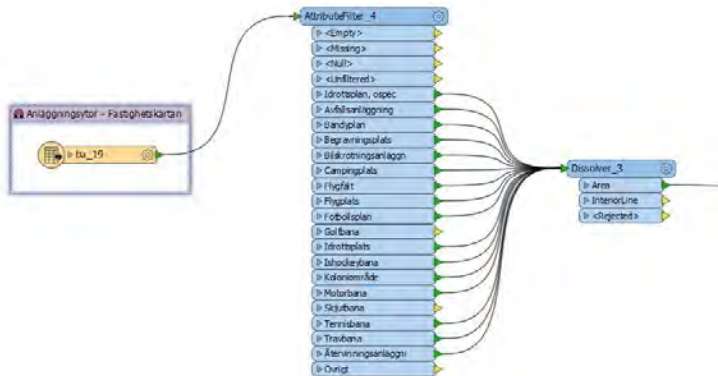 AttributeFilter_4
<Empty>
<Missing>
<Null>
<Unfiltered>
Idrottsplan, ospec
Avfallsanläggning
Bandyplan
Begravningsplats
Bilskrotningsanläggn
Campingplats
Flygfält
Flygplats
Fotbollsplan
Golfbana
Idrottsplats
Ishockeybana
Koloniområde
Motorbana
Skjutbana
Tennisbana
Travbana
Återvinningsanläggni
Övrigt
Anläggningsytor - Fastighetskartan
ba_19
Dissolver_3
Area
InteriorLine
<Rejected>